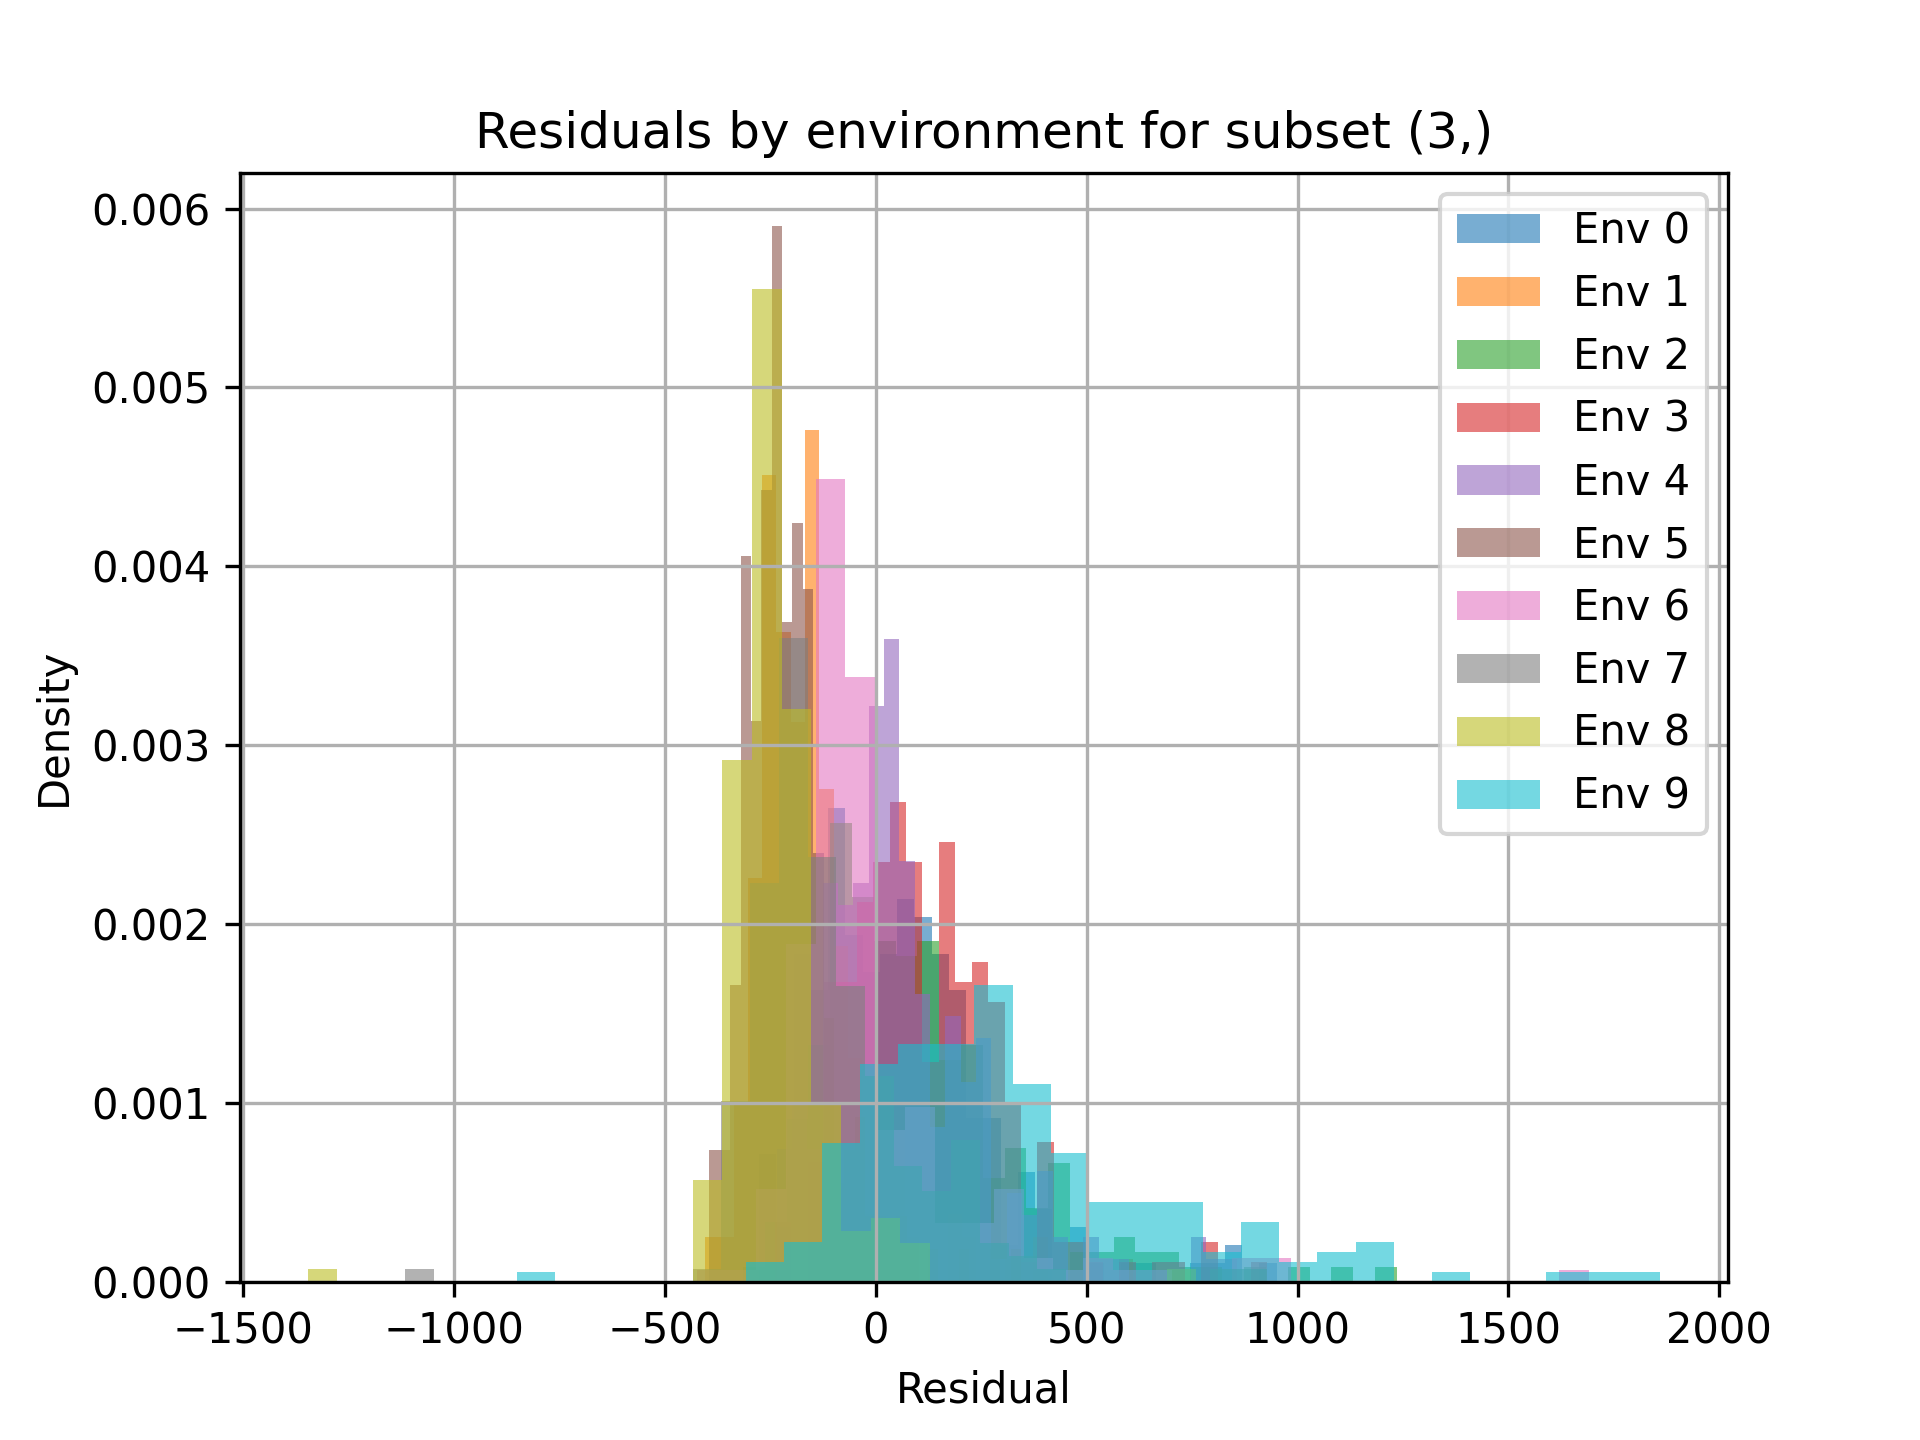 Residuals by environment for subset (3,)
0.006
0.005
0.004
0.003
0.002
0.001
0.000
Density
−1500
−1000
−500
0
500
1000
1500
2000
Residual
Env 0
Env 1
Env 2
Env 3
Env 4
Env 5
Env 6
Env 7
Env 8
Env 9